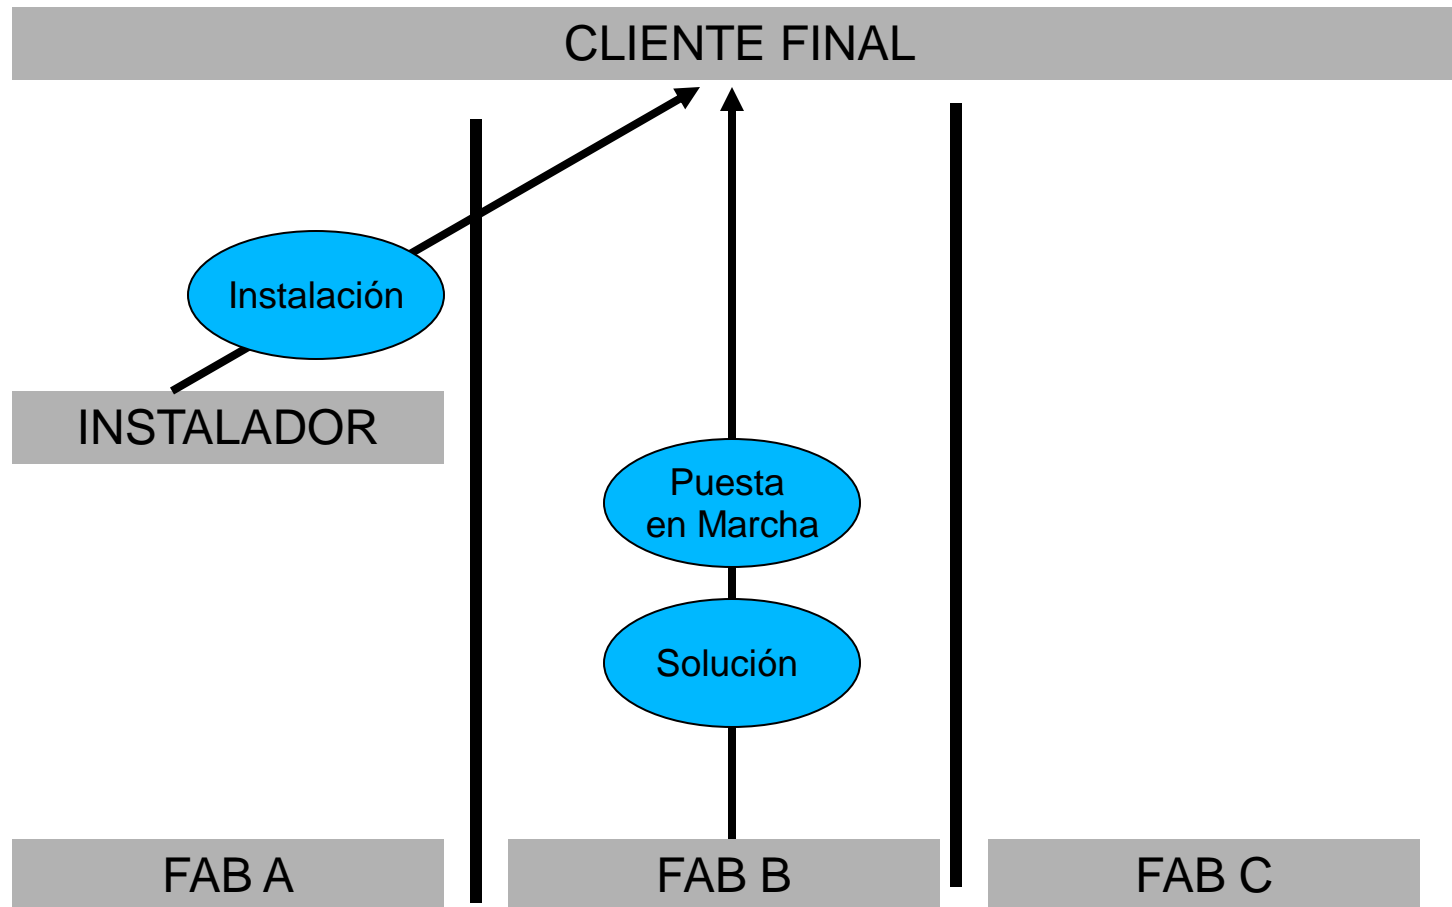 CLIENTE FINAL
Instalación
INSTALADOR
Puesta
en Marcha
Solución
FAB A
FAB B
FAB C